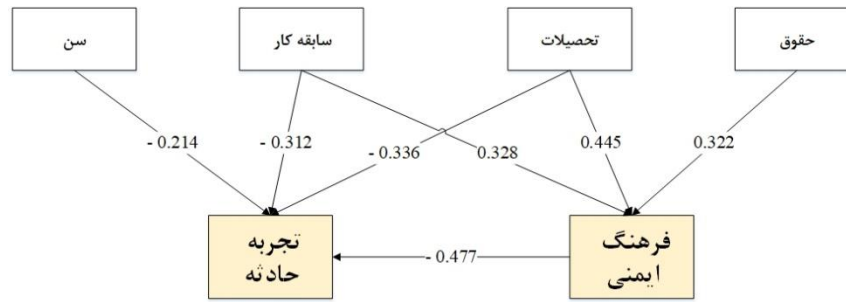 حقوق
تحصیلات
سابقه کار
سن
- 0.214
- 0.312
- 0.336
0.328
0.445
0.322
تجربه
حادثه
- 0.477
فرهنگ
ایمنی